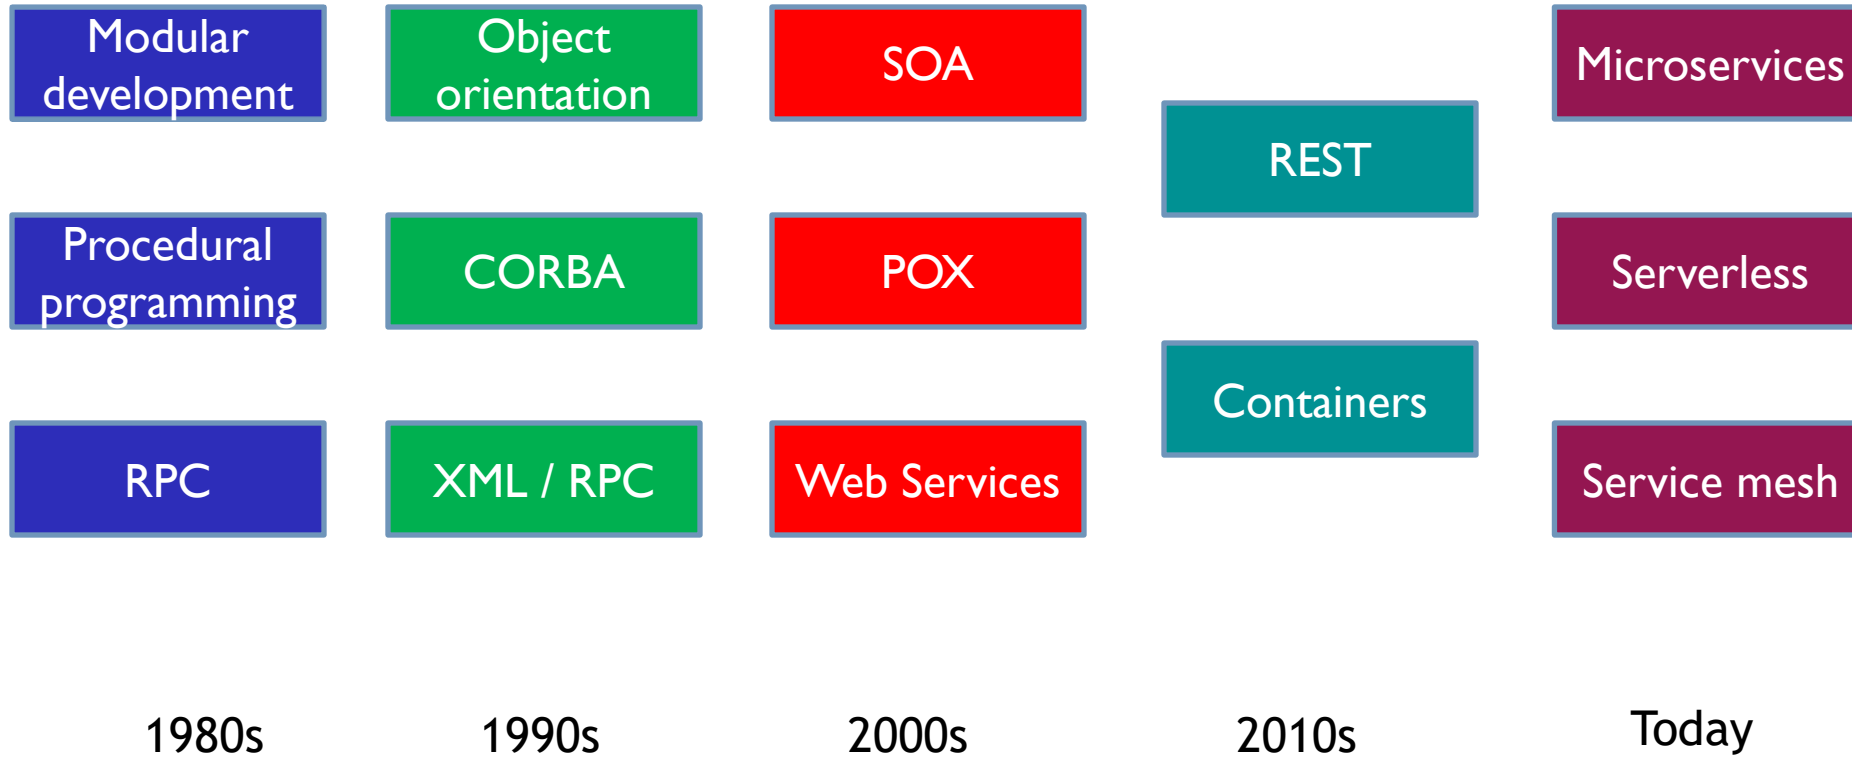 Modular
development
Object
orientation
SOA
REST
Microservices
Procedural
programming
CORBA
POX
Containers
Serverless
RPC
XML / RPC
Web Services
Service mesh
1980s
1990s
2000s
2010s
Today